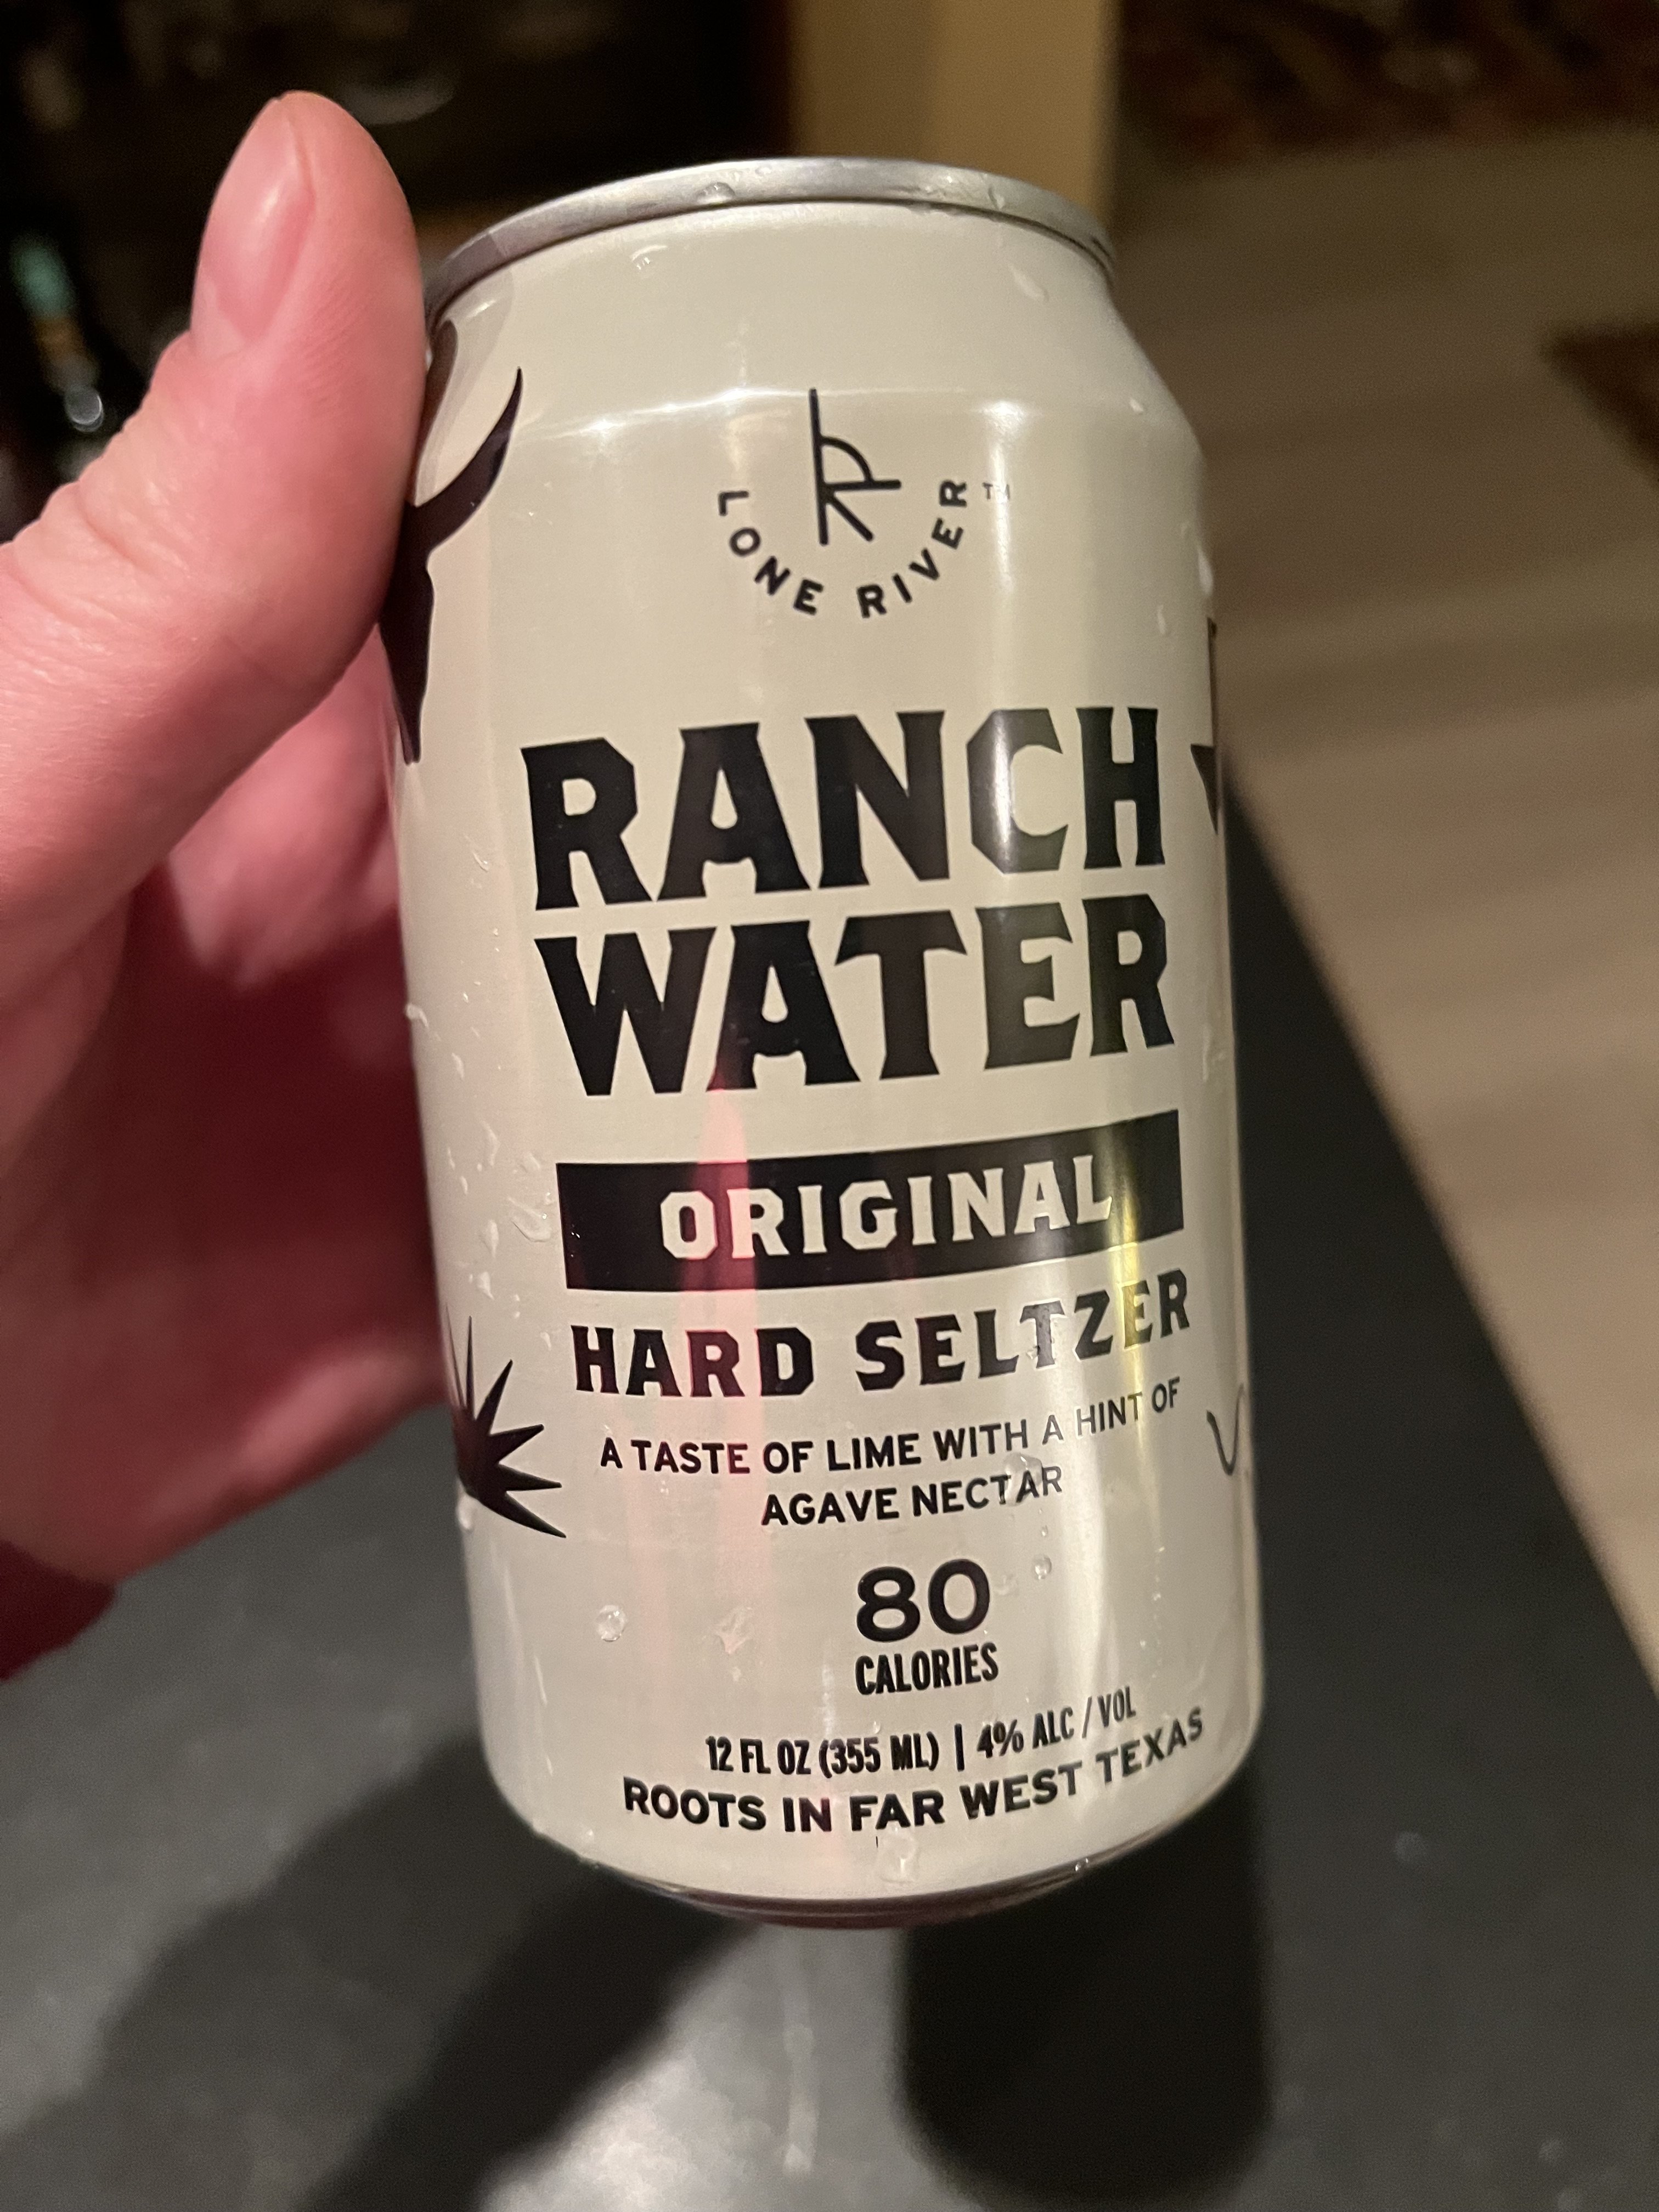 LONE RIVER™
RANCH
WATER
ORIGINAL
HARD SELTZER
A TASTE OF LIME WITH A HINT OF
AGAVE NECTAR
80
CALORIES
12 FL OZ (355 ML) | 4% ALC / VOL
ROOTS IN FAR WEST TEXAS